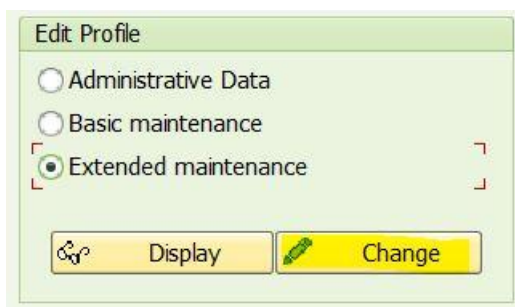 Edit Profile
Administrative Data
Basic maintenance
Extended maintenance
Display Change